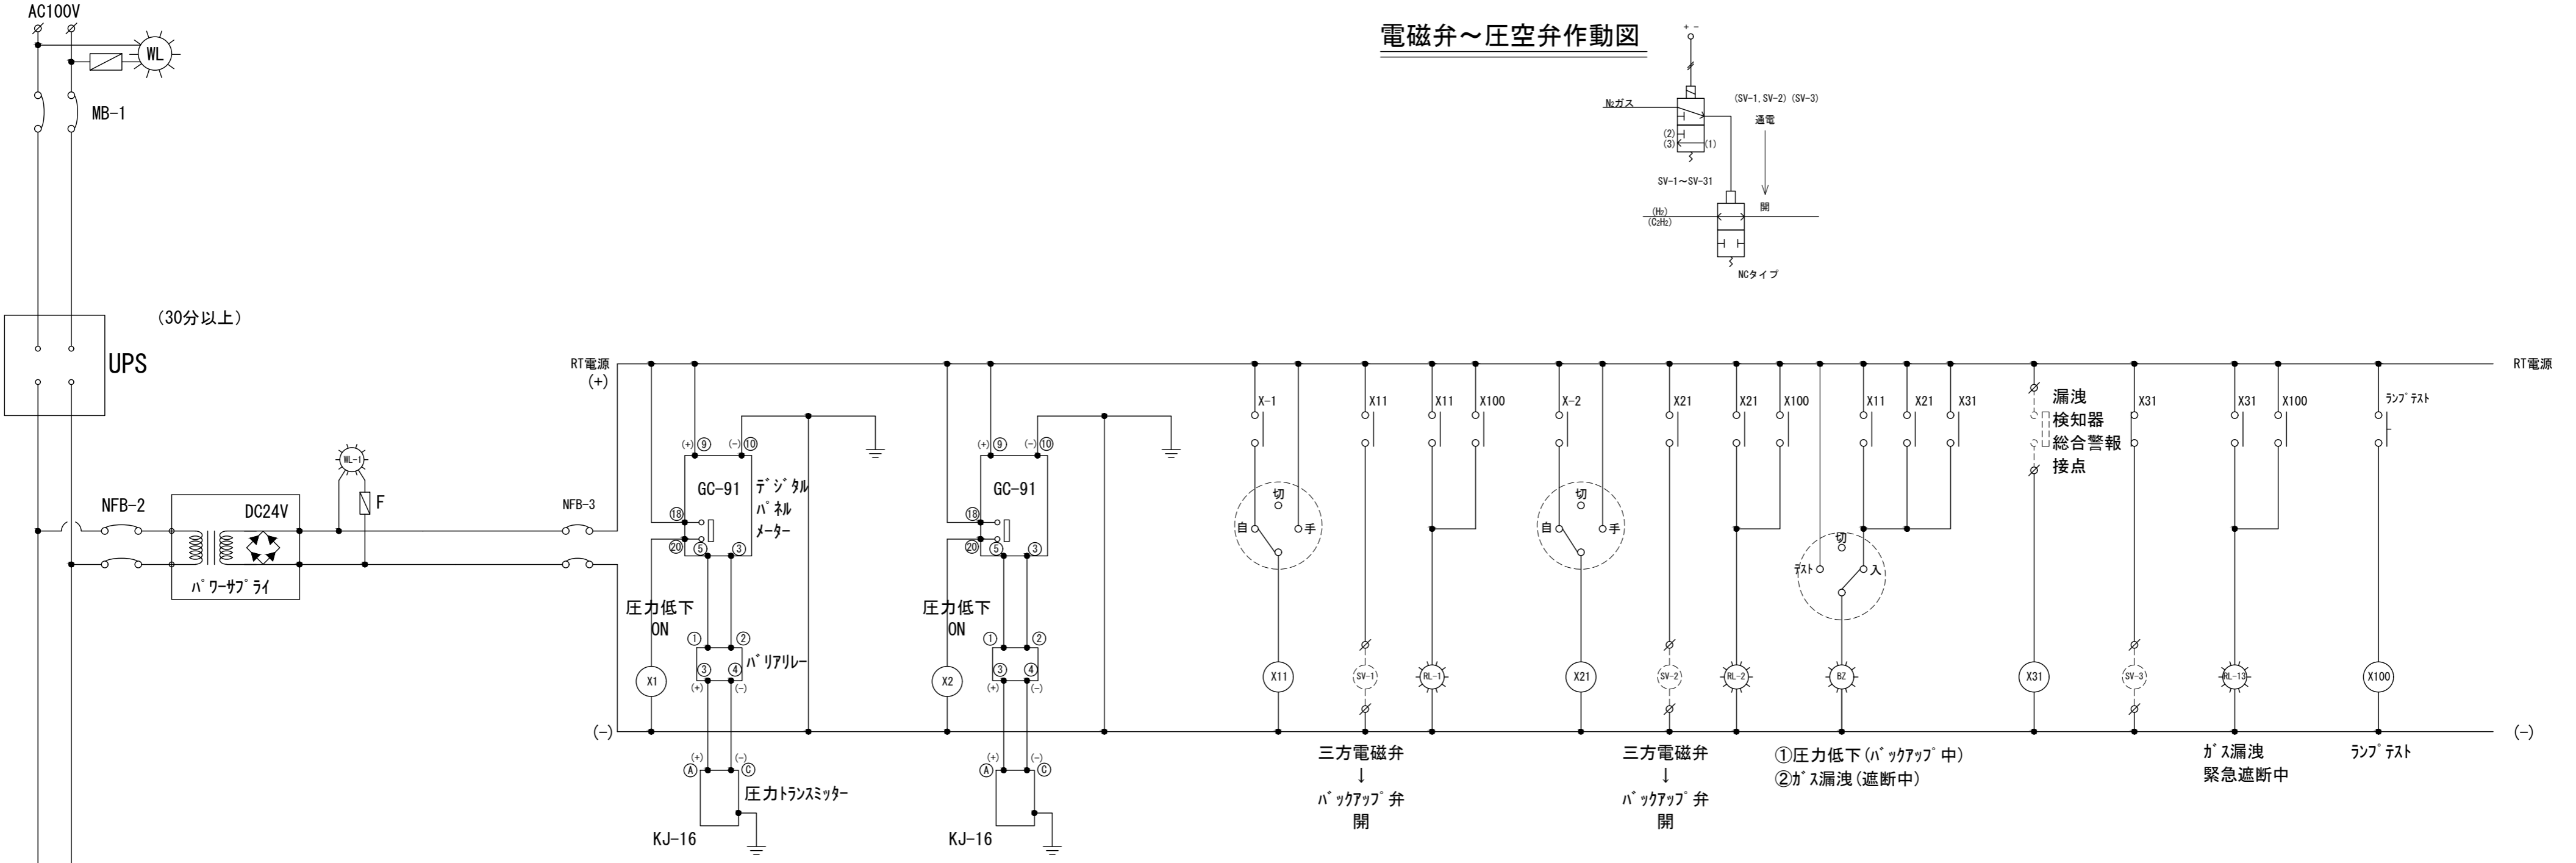 AC100V
WL
MB-1
(30分以上)
UPS
NFB-2
DC24V
パワーサプライ
WL-1
F
NFB-3
電磁弁～圧空弁作動図
+ -
N₂ガス
(SV-1,SV-2) (SV-3)
通電
(2)
(3)
(1)
SV-1～SV-31
開
(H₂)
(C₂H₂)
NCタイプ
RT電源
(+)
(-)
(+)
⑨
(-)
⑩
GC-91
デジタル
パネル
メーター
⑱
⑳
⑤
③
圧力低下
ON
①
②
バリアリレー
③
④
(+)
(-)
X1
(+)
(-)
Ⓐ
Ⓒ
圧力トランスミッター
KJ-16
(+)
⑨
(-)
⑩
GC-91
⑱
⑳
⑤
③
圧力低下
ON
①
②
③
④
(+)
(-)
X2
(+)
(-)
Ⓐ
Ⓒ
KJ-16
X-1
切
自
手
X11
X11
SV-1
三方電磁弁
↓
バックアップ弁
開
X11
X100
RL-1
X-2
切
自
手
X21
X21
SV-2
三方電磁弁
↓
バックアップ弁
開
X21
X100
RL-2
X11
X21
X31
切
テスト
入
BZ
①圧力低下(バックアップ中)
②ガス漏洩(遮断中)
漏洩
検知器
総合警報
接点
X31
X31
SV-3
X31
X100
RL-13
ガス漏洩
緊急遮断中
ランプテスト
X100
ランプテスト
RT電源
(-)